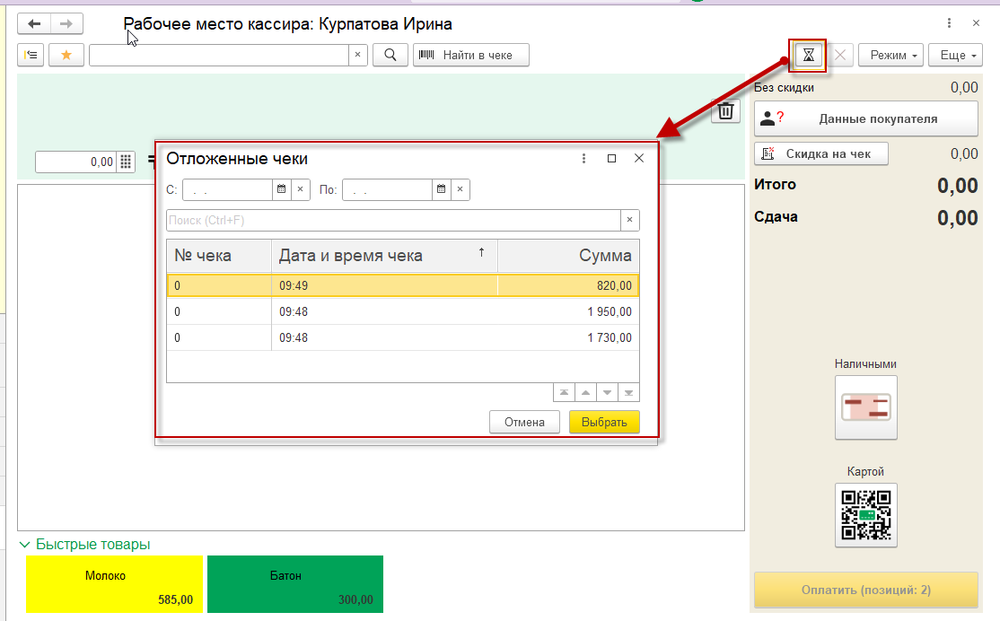 Рабочее место кассира: Курпатова Ирина
Найти в чеке
Режим
Еще
Без скидки 0,00
Данные покупателя
Скидка на чек 0,00
Итого 0,00
Сдача 0,00
0,00
Отложенные чеки
С: . . По: . .
Поиск (Ctrl+F)
№ чека Дата и время чека ↑ Сумма
0 09:49 820,00
0 09:48 1 950,00
0 09:48 1 730,00
Отмена Выбрать
Наличными
Картой
Быстрые товары
Молоко
585,00
Батон
300,00
Оплатить (позиций: 2)